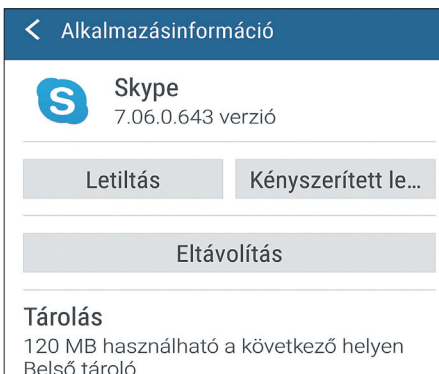 Alkalmazásinformáció
Skype
7.06.0.643 verzió
Letiltás
Kényszerített le...
Eltávolítás
Tárolás
120 MB használható a következő helyen
Belső tároló